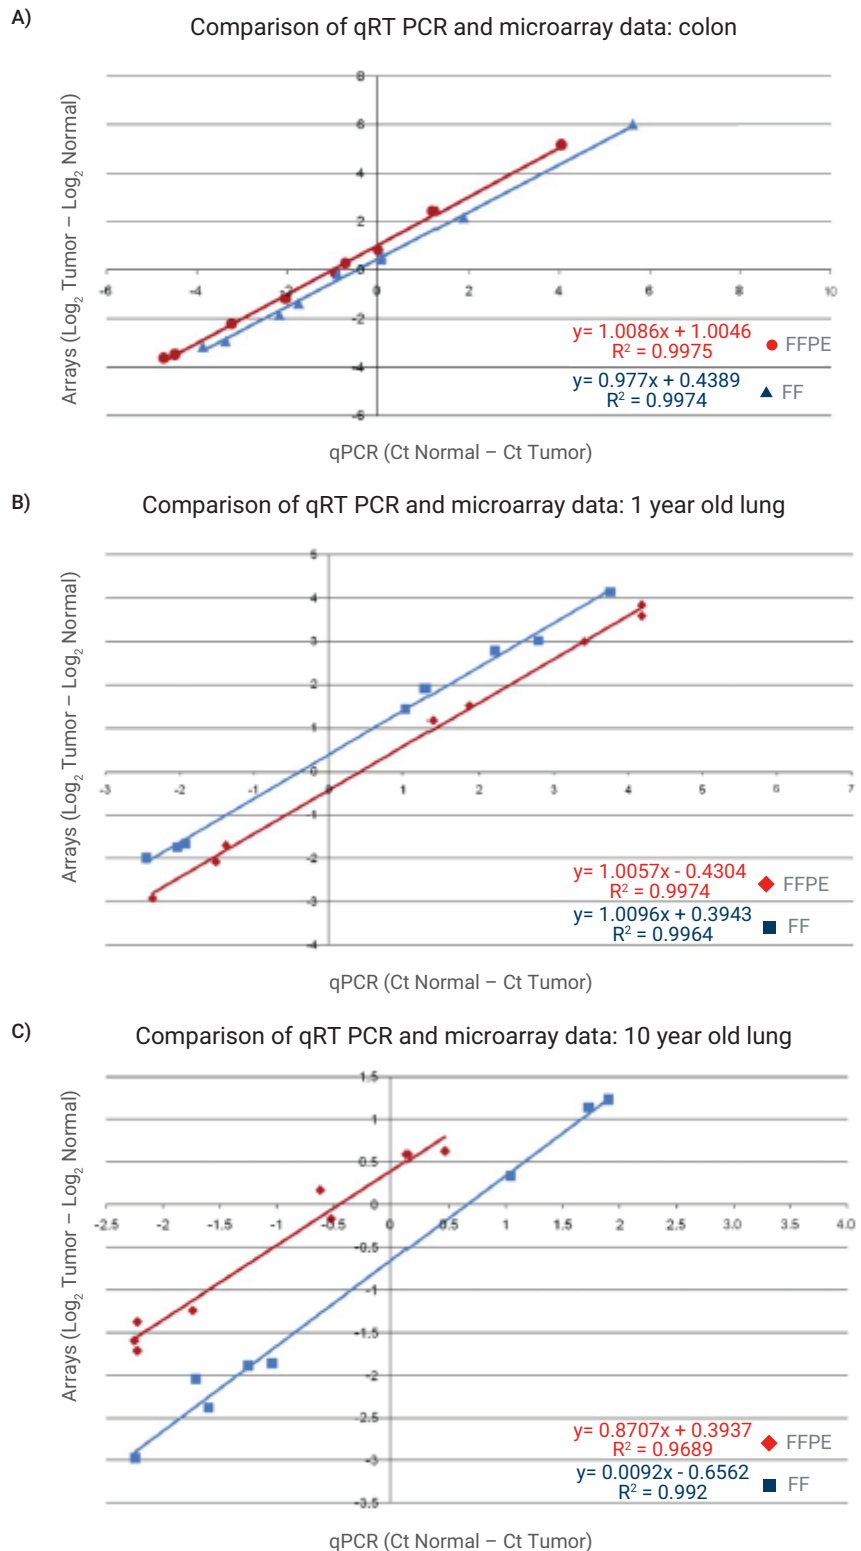 A)
Comparison of qRT PCR and microarray data: colon
Arrays (Log2 Tumor – Log2 Normal)
8
6
4
2
0
-6 -4 -2 0 2 4 6 8 10
-2
-4
-6
y= 1.0086x + 1.0046
R² = 0.9975
FFPE
y= 0.977x + 0.4389
R² = 0.9974
FF
qPCR (Ct Normal – Ct Tumor)
B)
Comparison of qRT PCR and microarray data: 1 year old lung
Arrays (Log2 Tumor – Log2 Normal)
5
4
3
2
1
0
-3 -2 -1 0 1 2 3 4 5 6 7
-1
-2
-3
-4
y= 1.0057x - 0.4304
R² = 0.9974
FFPE
y= 1.0096x + 0.3943
R² = 0.9964
FF
qPCR (Ct Normal – Ct Tumor)
C)
Comparison of qRT PCR and microarray data: 10 year old lung
Arrays (Log2 Tumor – Log2 Normal)
1.5
1
0.5
0
-2.5 -2 -1.5 -1 -0.5 0 0.5 1 1.5 2 2.5 3.0 3.5 4.0
-0.5
-1
-1.5
-2
-2.5
-3
-3.5
y= 0.8707x + 0.3937
R² = 0.9689
FFPE
y= 0.0092x - 0.6562
R² = 0.992
FF
qPCR (Ct Normal – Ct Tumor)